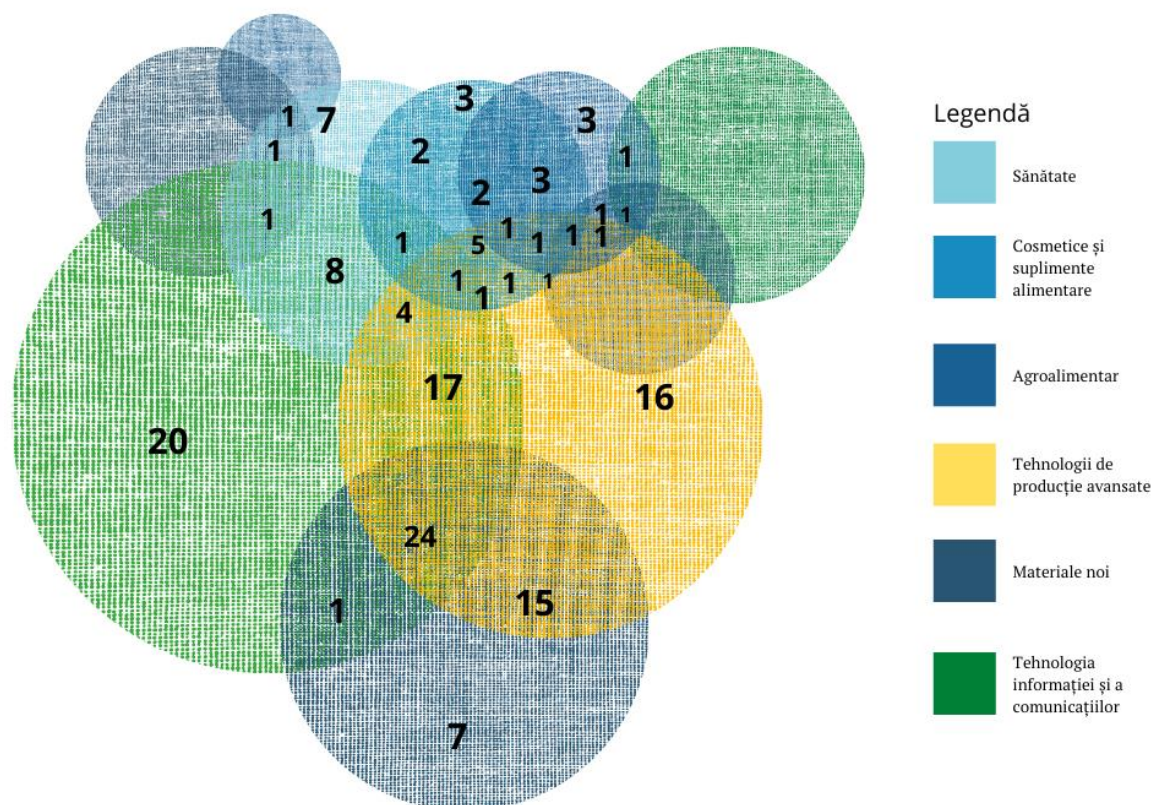 3
1
7
3
Legendă
1
2
1
Sănătate
2
3
1
1
1
1
5
1
1
1
1
Cosmetice și
suplimente
alimentare
8
1
1
1
1
4
Agroalimentar
17
16
20
Tehnologii de
producție avansate
24
1
15
Materiale noi
7
Tehnologia
informației și a
comunicațiilor